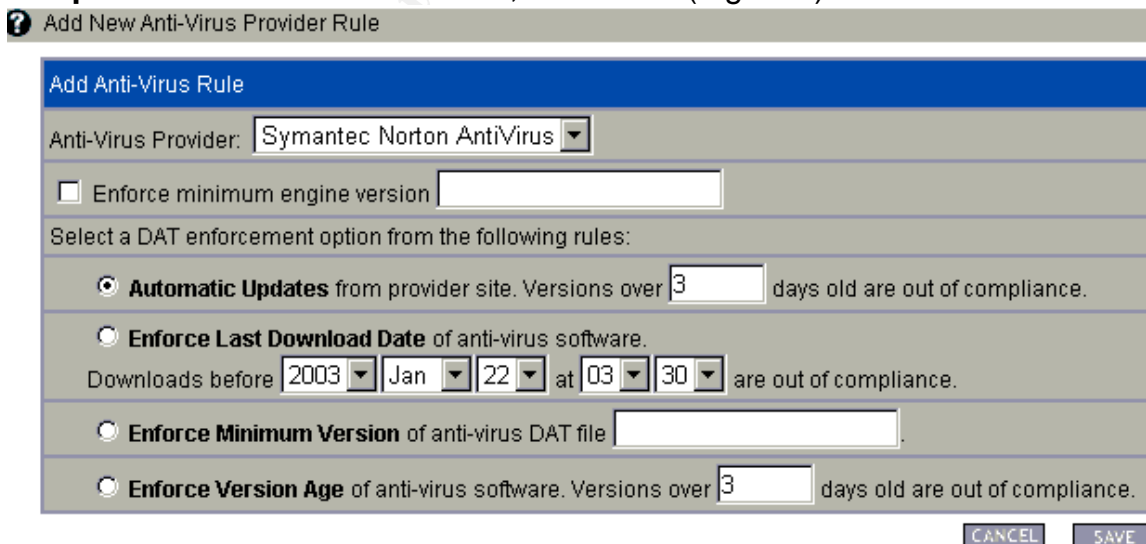 Add New Anti-Virus Provider Rule
Add Anti-Virus Rule
Anti-Virus Provider: Symantec Norton AntiVirus
Enforce minimum engine version
Select a DAT enforcement option from the following rules:
Automatic Updates from provider site. Versions over 3 days old are out of compliance.
Enforce Last Download Date of anti-virus software.
Downloads before 2003 Jan 22 at 03 30 are out of compliance.
Enforce Minimum Version of anti-virus DAT file .
Enforce Version Age of anti-virus software. Versions over 3 days old are out of compliance.
CANCEL SAVE